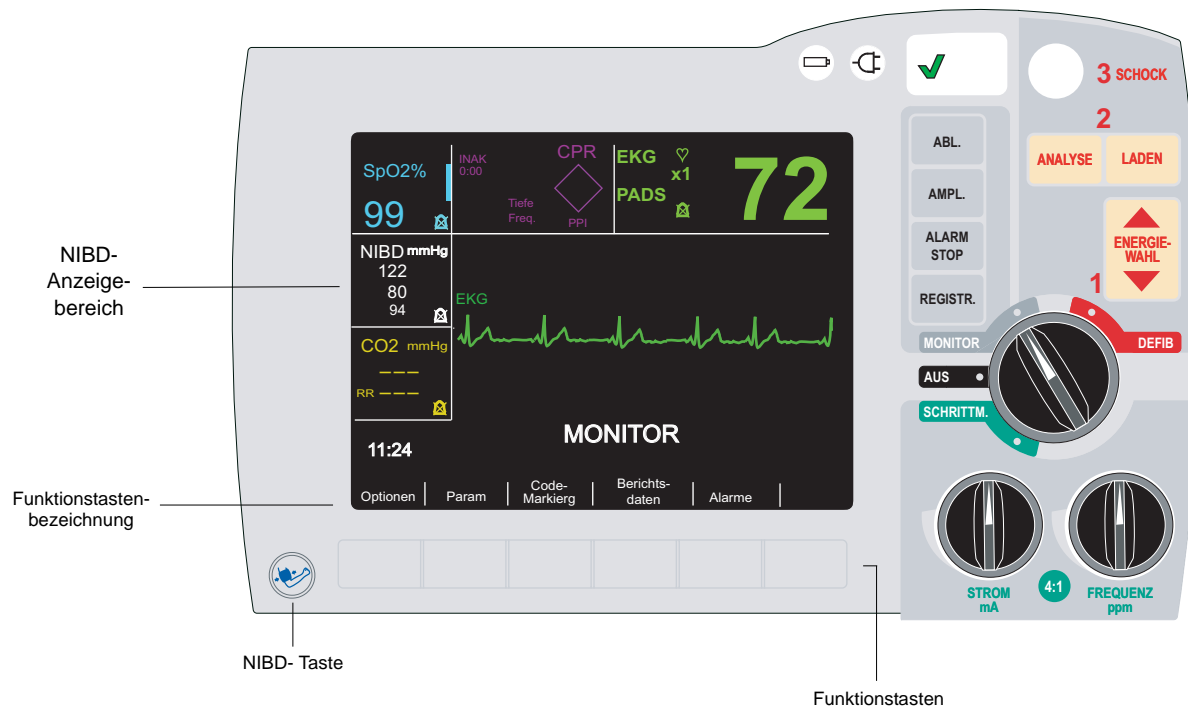 3 SCHOCK
2
ANALYSE
LADEN
ABL.
AMPL.
ALARM
STOP
REGISTR.
ENERGIE-
WAHL
1
MONITOR
DEFIB
AUS
SCHRITTM.
STROM
mA
4:1
FREQUENZ
ppm
SpO2%
99
INAK
0:00
CPR
Tiefe
Freq.
PPI
EKG
x1
PADS
72
NIBD mmHg
122
80
94
EKG
CO2 mmHg
---
RR ---
11:24
MONITOR
Optionen
Param
Code-
Markierg
Berichts-
daten
Alarme
NIBD-
Anzeige-
bereich
Funktionstasten-
bezeichnung
NIBD- Taste
Funktionstasten